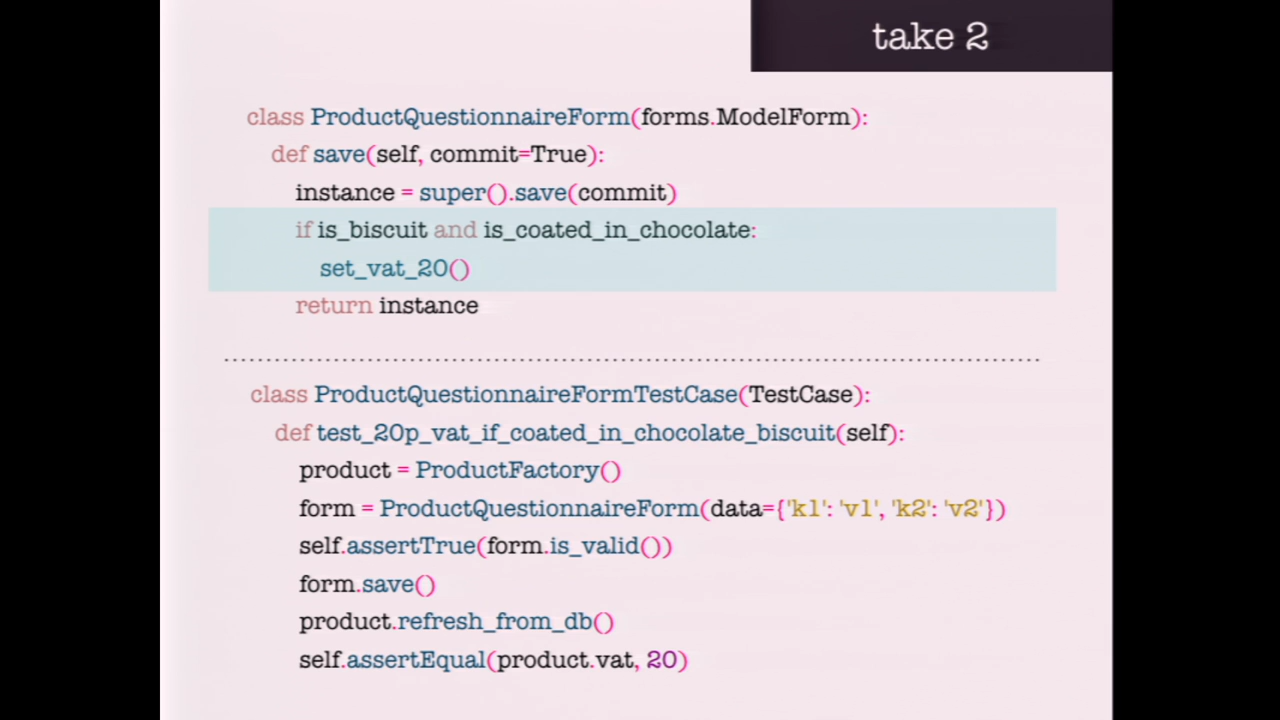 take 2
class ProductQuestionnaireForm(forms.ModelForm):
def save(self, commit=True):
instance = super().save(commit)
if is_biscuit and is_coated_in_chocolate:
set_vat_20()
return instance
class ProductQuestionnaireFormTestCase(TestCase):
def test_20p_vat_if_coated_in_chocolate_biscuit(self):
product = ProductFactory()
form = ProductQuestionnaireForm(data={'k1': 'v1', 'k2': 'v2'})
self.assertTrue(form.is_valid())
form.save()
product.refresh_from_db()
self.assertEqual(product.vat, 20)